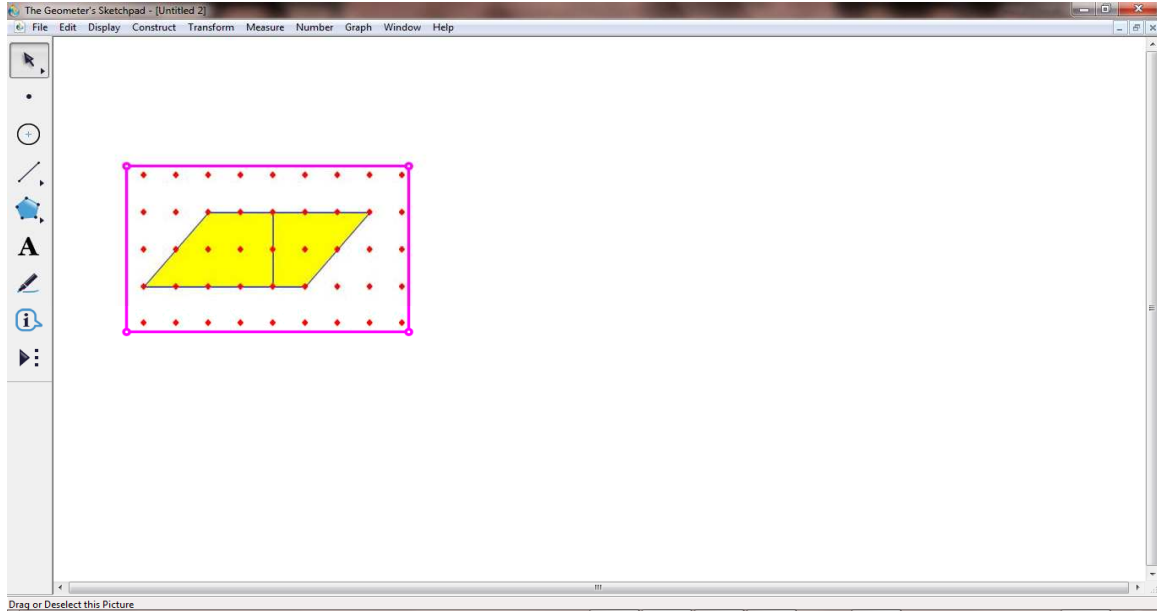 The Geometer's Sketchpad - [Untitled 2]
File Edit Display Construct Transform Measure Number Graph Window Help
A
i
Drag or Deselect this Picture